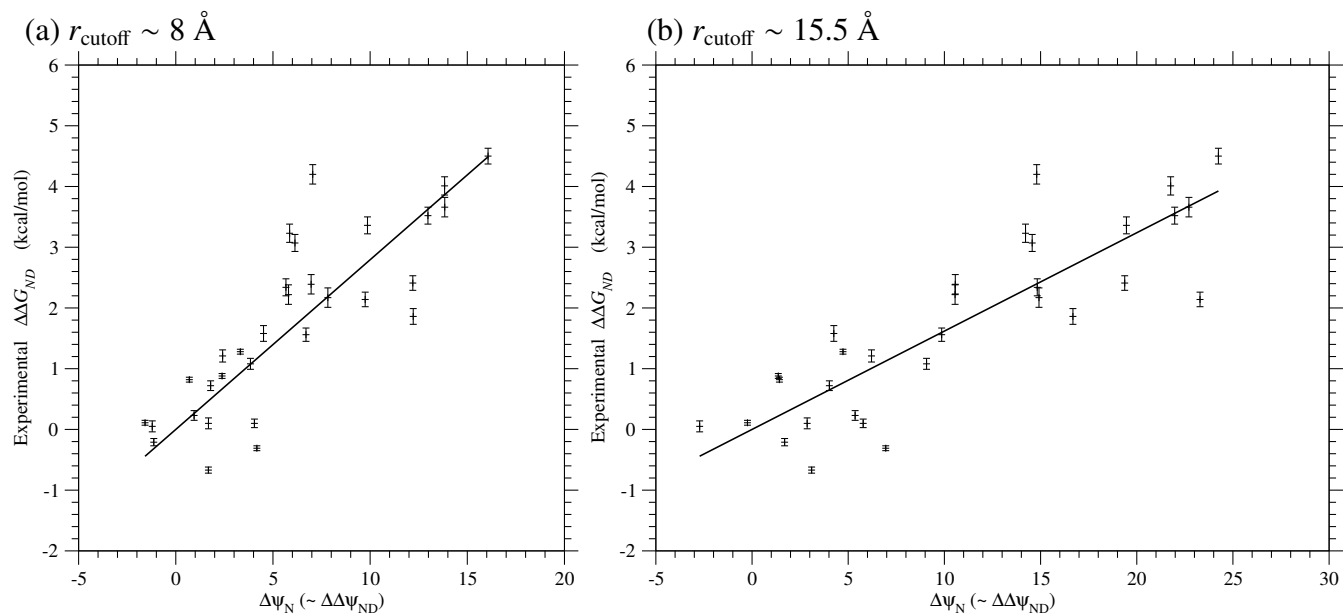 (a) r_cutoff ~ 8 Å
6
5
4
3
2
1
0
-1
-2
Experimental ΔΔG_ND (kcal/mol)
-5 0 5 10 15 20
Δψ_N (~ ΔΔψ_ND)
(b) r_cutoff ~ 15.5 Å
6
5
4
3
2
1
0
-1
-2
Experimental ΔΔG_ND (kcal/mol)
-5 0 5 10 15 20 25 30
Δψ_N (~ ΔΔψ_ND)